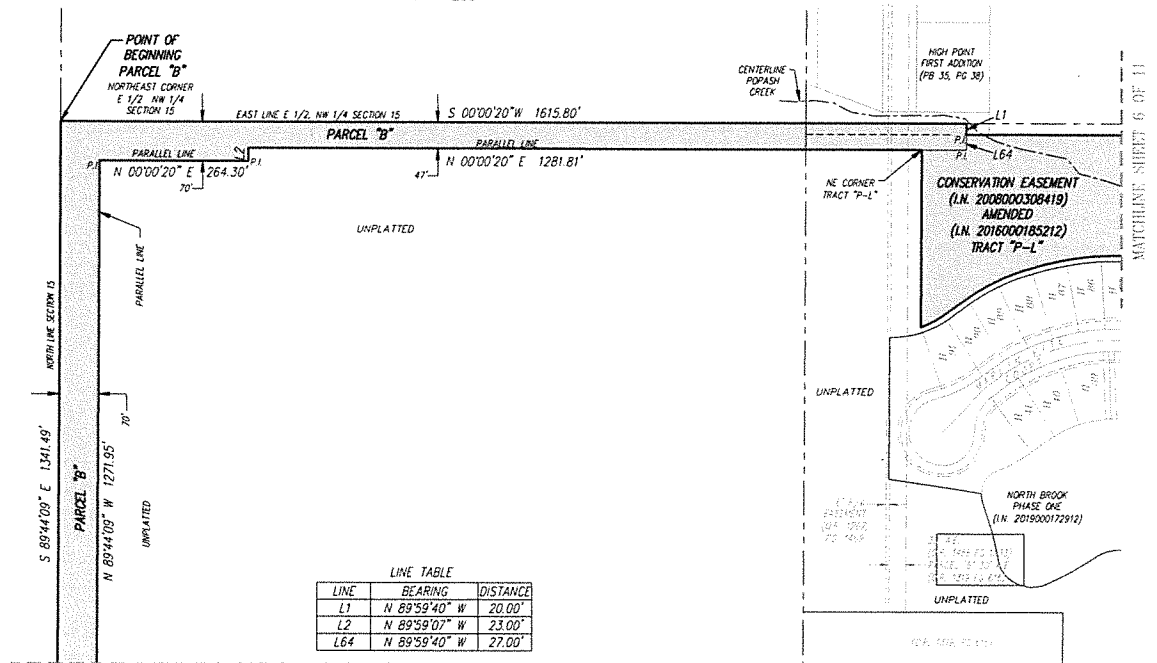 POINT OF
BEGINNING
PARCEL "B"
NORTHEAST CORNER
E 1/2 NW 1/4
SECTION 15
EAST LINE E 1/2, NW 1/4 SECTION 15
S 00°00'20"W 1615.80'
PARCEL "B"
PARALLEL LINE
PARALLEL LINE
P.I.
L2
P.I.
N 00°00'20" E 264.30'
N 00°00'20" E 1281.81'
70'
47'
UNPLATTED
CENTERLINE
POPASH
CREEK
HIGH POINT
FIRST ADDITION
(PB 35, PG 38)
L1
P.I.
P.I.
L64
NE CORNER
TRACT "P-L"
CONSERVATION EASEMENT
(I.N. 2008000308419)
AMENDED
(I.N. 2016000185212)
TRACT "P-L"
MATCHLINE SHEET 6 OF 11
NORTH LINE SECTION 15
PARALLEL LINE
70'
S 89°44'09" E 1341.49'
PARCEL "B"
N 89°44'09" W 1271.95'
UNPLATTED
UNPLATTED
NORTH BROOK
PHASE ONE
(I.N. 2019000172912)
UNPLATTED
LINE TABLE
LINE BEARING DISTANCE
L1 N 89°59'40" W 20.00'
L2 N 89°59'07" W 23.00'
L64 N 89°59'40" W 27.00'